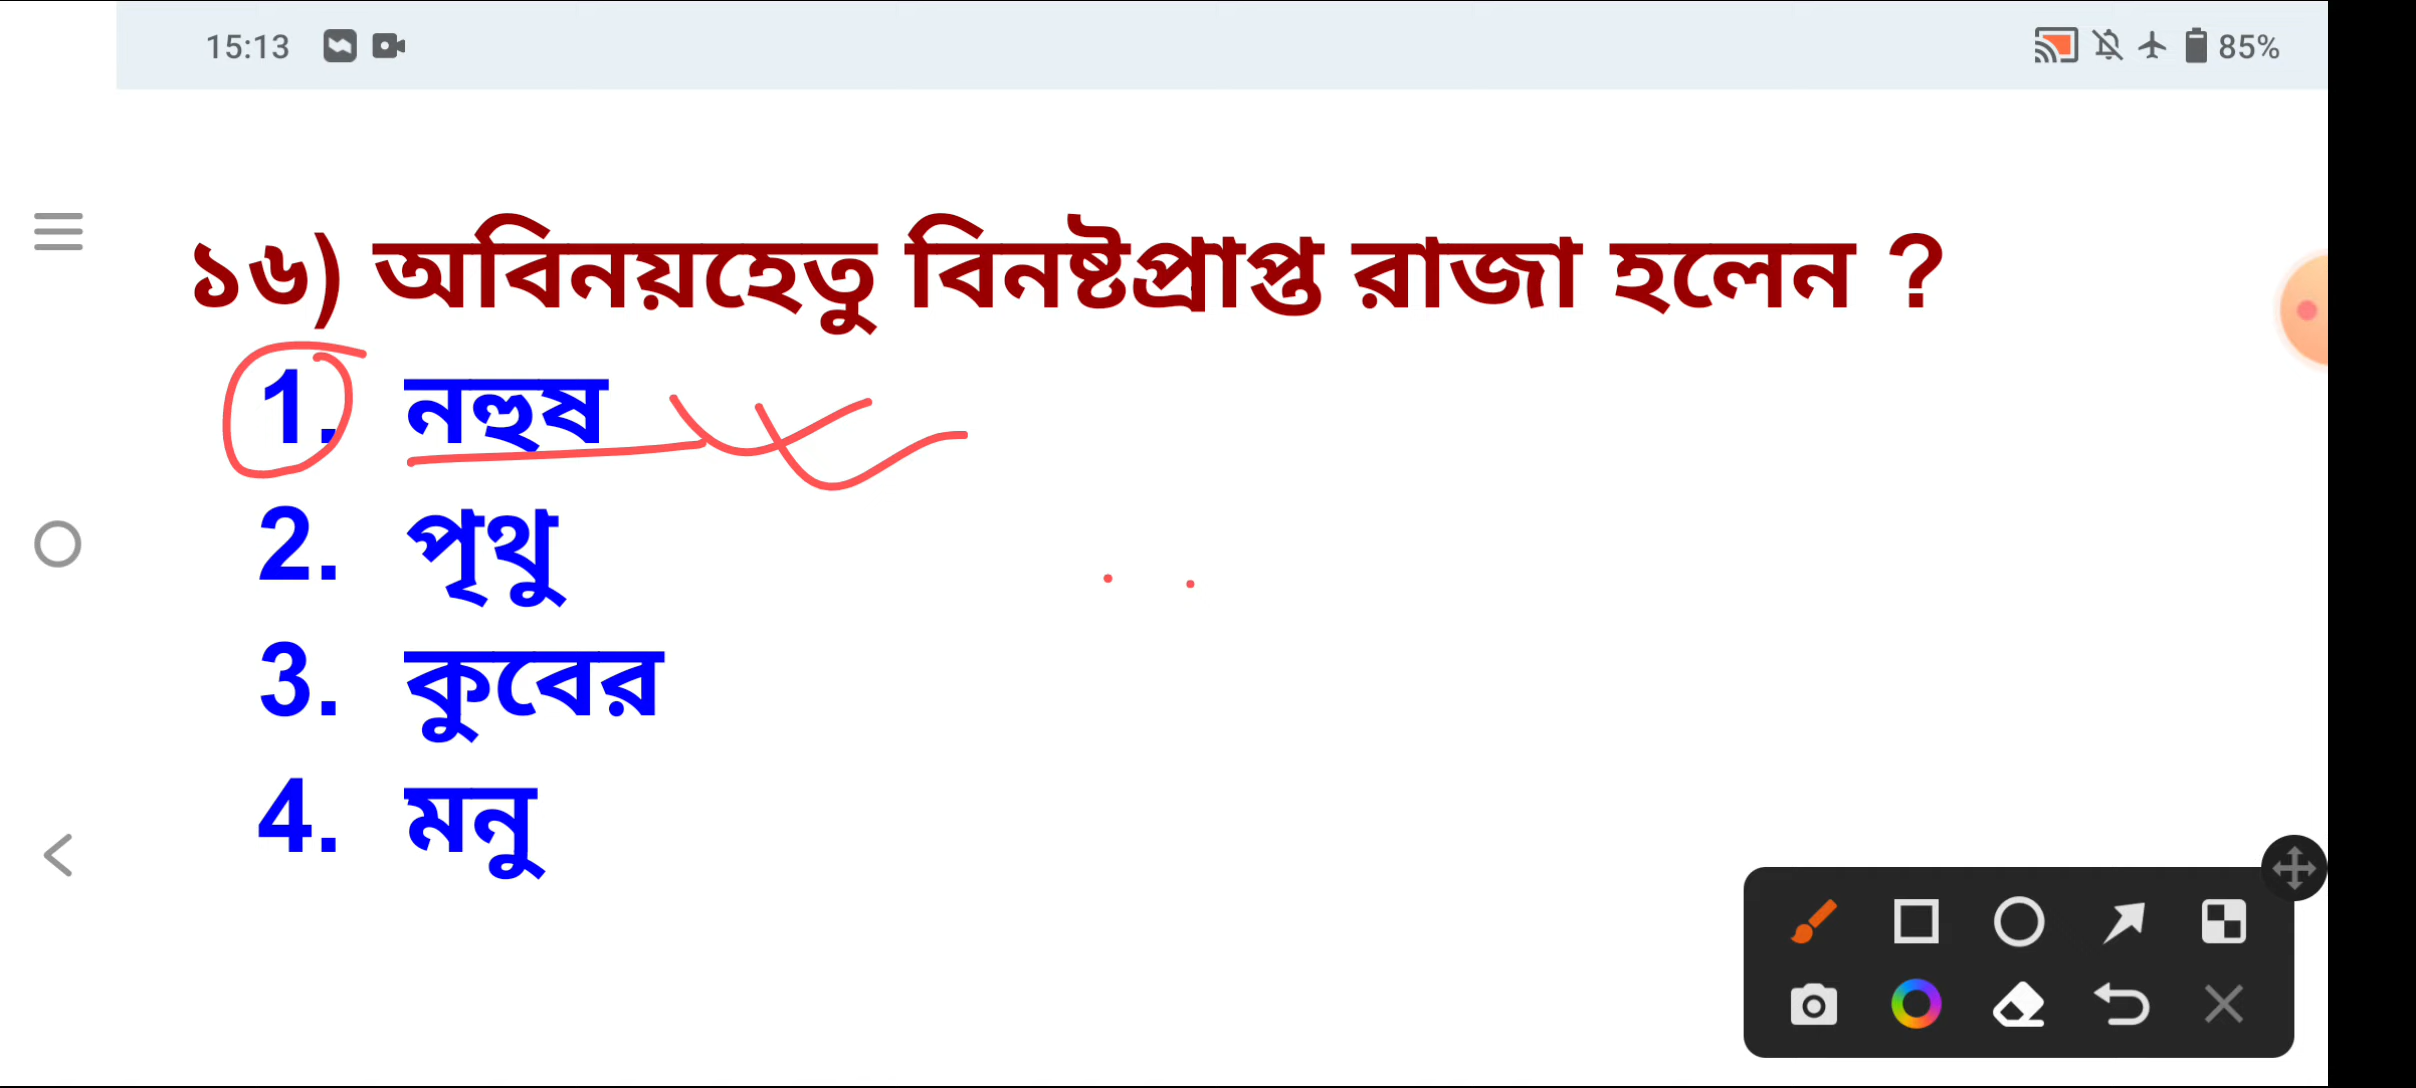 15:13 85%
১৬) অবিনয়হেতু বিনষ্টপ্রাপ্ত রাজা হলেন ?
1. নহুষ
2. পৃথু
3. কুবের
4. মনু